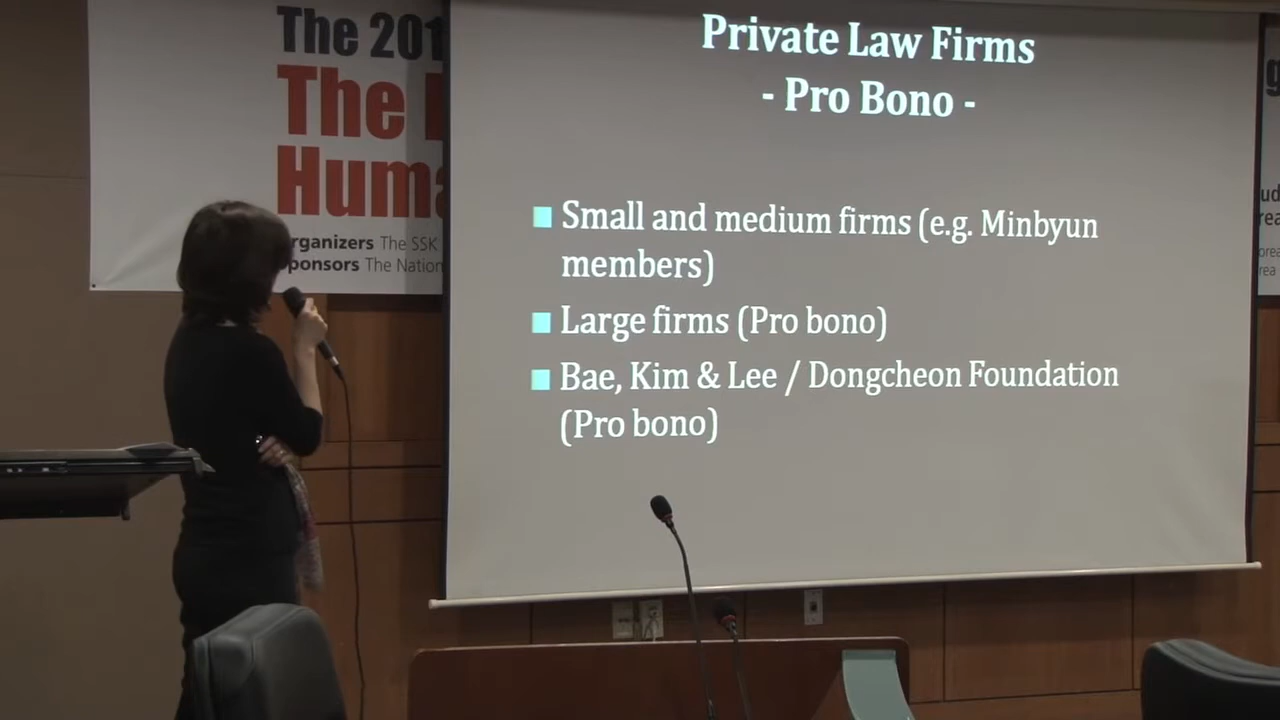 The 201
The
Huma
rganizers The SSK
ponsors The Nation
Private Law Firms
- Pro Bono -
Small and medium firms (e.g. Minbyun
members)
Large firms (Pro bono)
Bae, Kim & Lee / Dongcheon Foundation
(Pro bono)